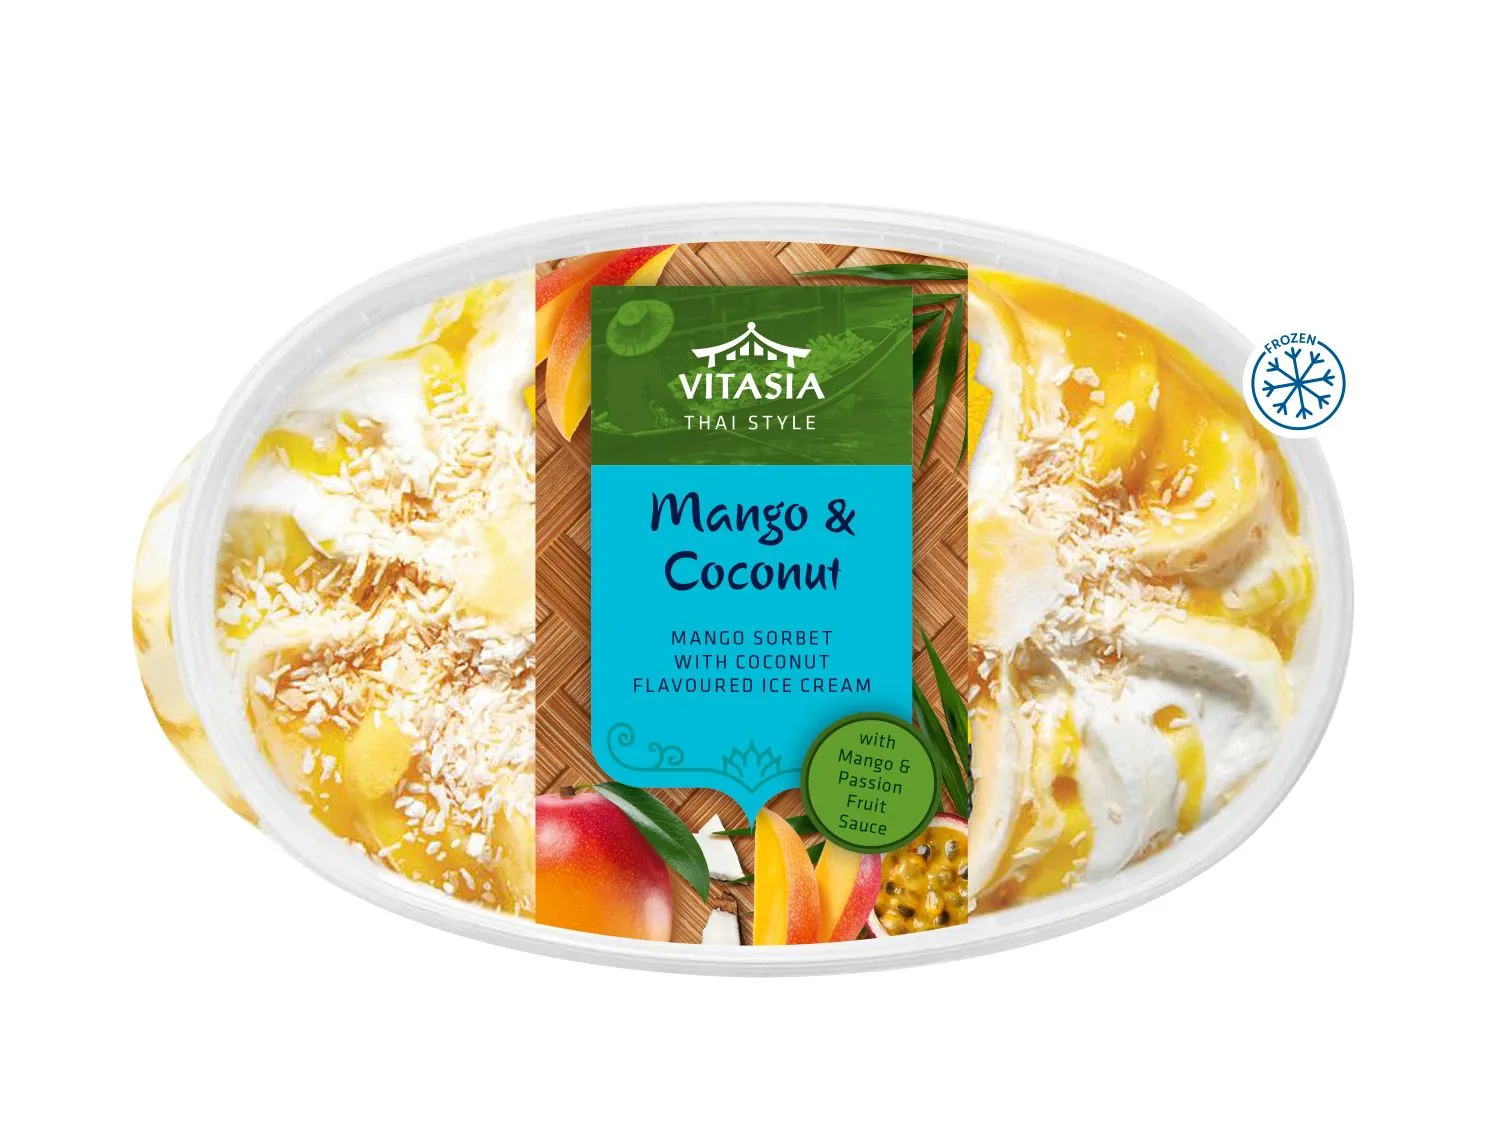 VITASIA
THAI STYLE
Mango &
Coconut
MANGO SORBET
WITH COCONUT
FLAVOURED ICE CREAM
with
Mango &
Passion
Fruit
Sauce
FROZEN